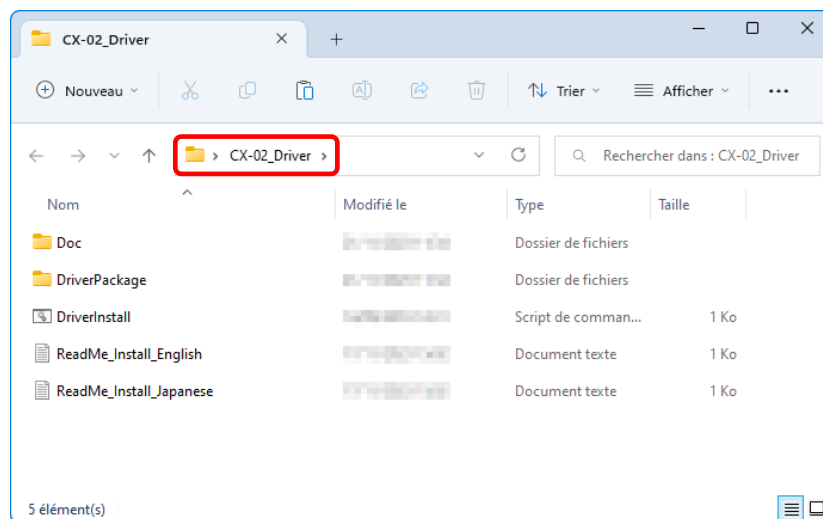 CX-02_Driver
Nouveau
Trier
Afficher
CX-02_Driver
Rechercher dans : CX-02_Driver
Nom Modifié le Type Taille
Doc Dossier de fichiers
DriverPackage Dossier de fichiers
DriverInstall Script de comman... 1 Ko
ReadMe_Install_English Document texte 1 Ko
ReadMe_Install_Japanese Document texte 1 Ko
5 élément(s)